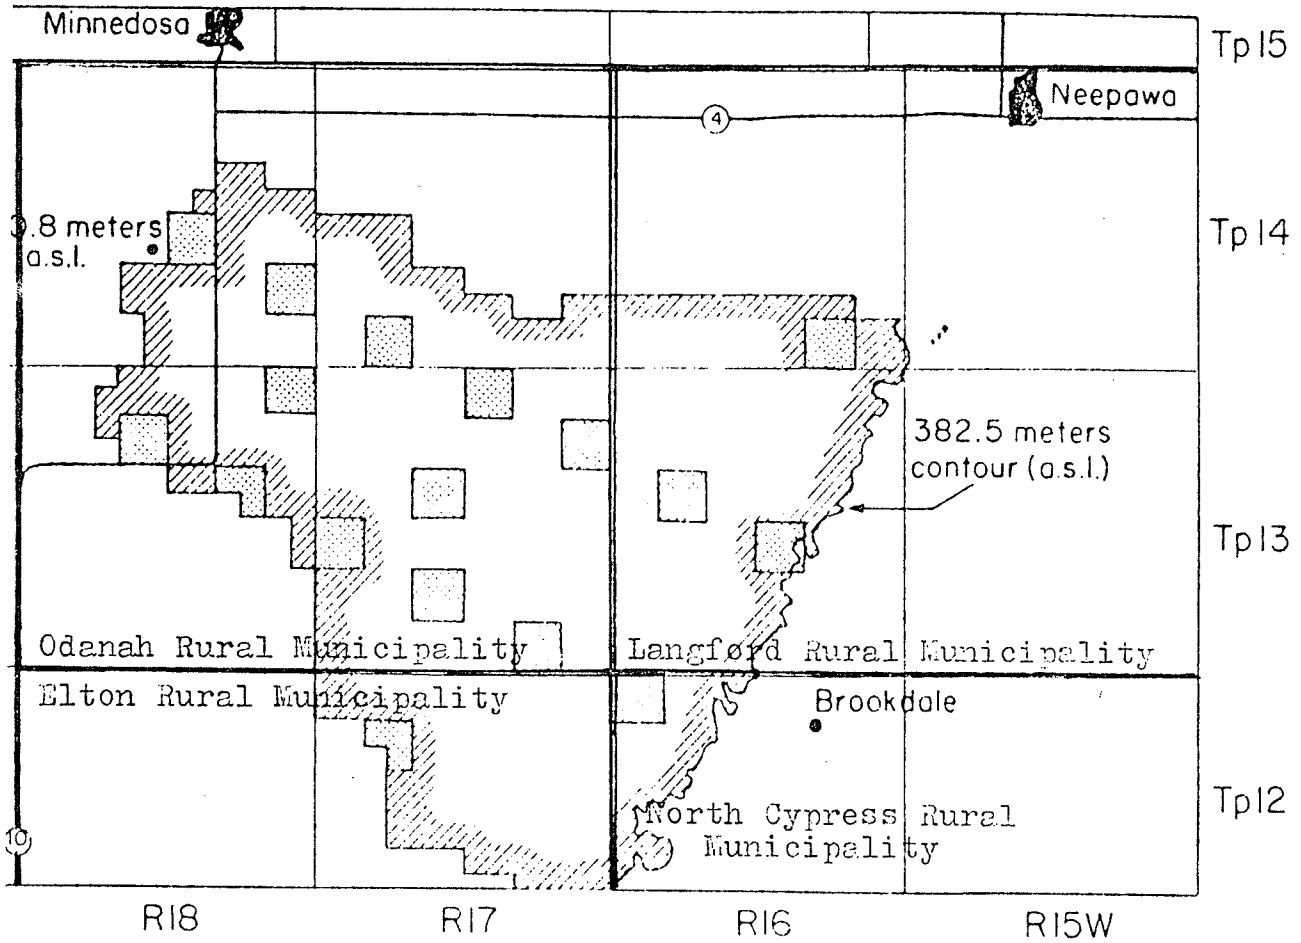 Minnedosa
Tp 15
Neepawa
4
.8 meters
a.s.l.
Tp 14
382.5 meters
contour (a.s.l.)
Tp 13
Odanah Rural Municipality
Langford Rural Municipality
Elton Rural Municipality
Brookdale
North Cypress Rural
Municipality
Tp 12
10
R18
R17
R16
R15W